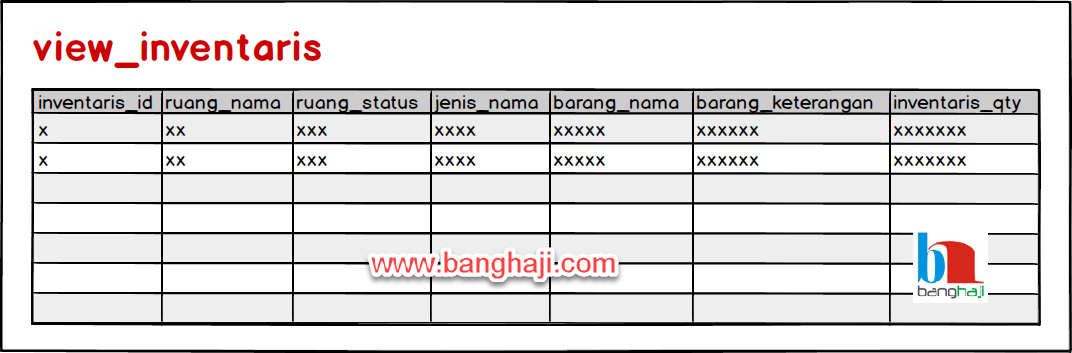 view_inventaris
inventaris_id ruang_nama ruang_status jenis_nama barang_nama barang_keterangan inventaris_qty
x xx xxx xxxx xxxxx xxxxxx xxxxxxx
x xx xxx xxxx xxxxx xxxxxx xxxxxxx
www.banghaji.com
banghaji